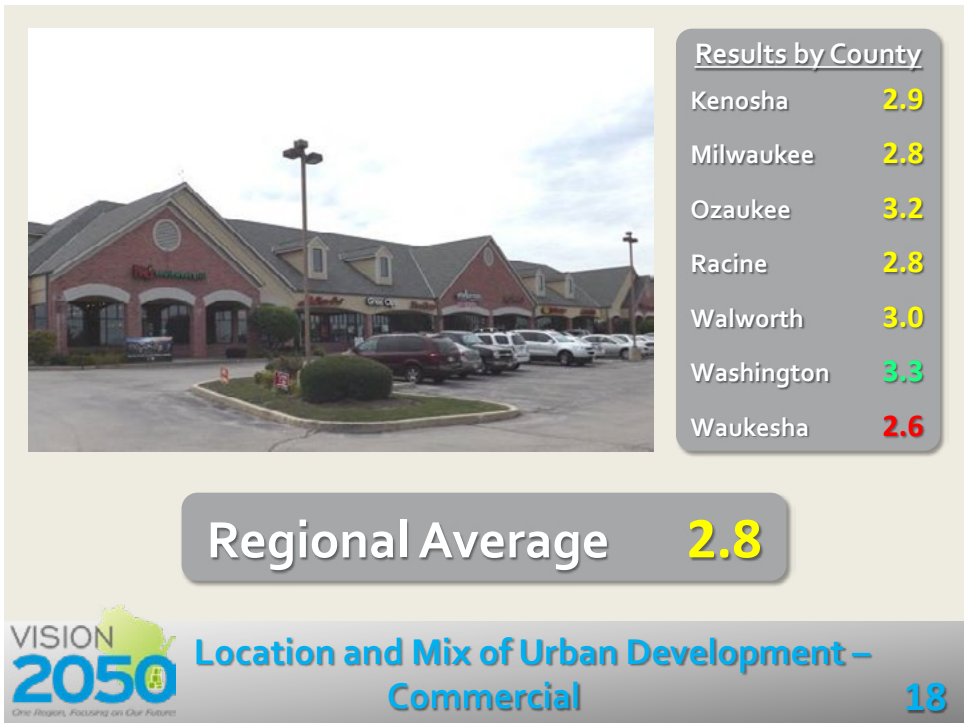 Results by County
Kenosha 2.9
Milwaukee 2.8
Ozaukee 3.2
Racine 2.8
Walworth 3.0
Washington 3.3
Waukesha 2.6
Regional Average 2.8
VISION
2050
One Region, Focusing on Our Future
Location and Mix of Urban Development –
Commercial
18